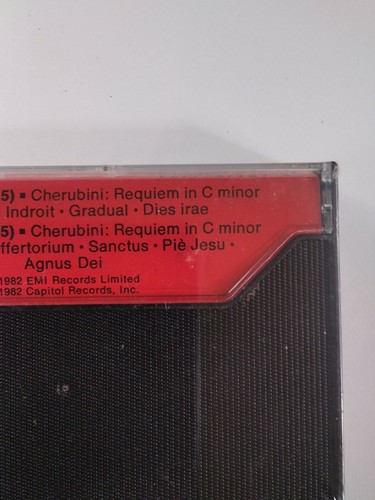 5) ▪ Cherubini: Requiem in C minor
Indroit • Gradual • Dies irae
5) ▪ Cherubini: Requiem in C minor
ffertorium • Sanctus • Piè Jesu •
Agnus Dei
1982 EMI Records Limited
1982 Capitol Records, Inc.